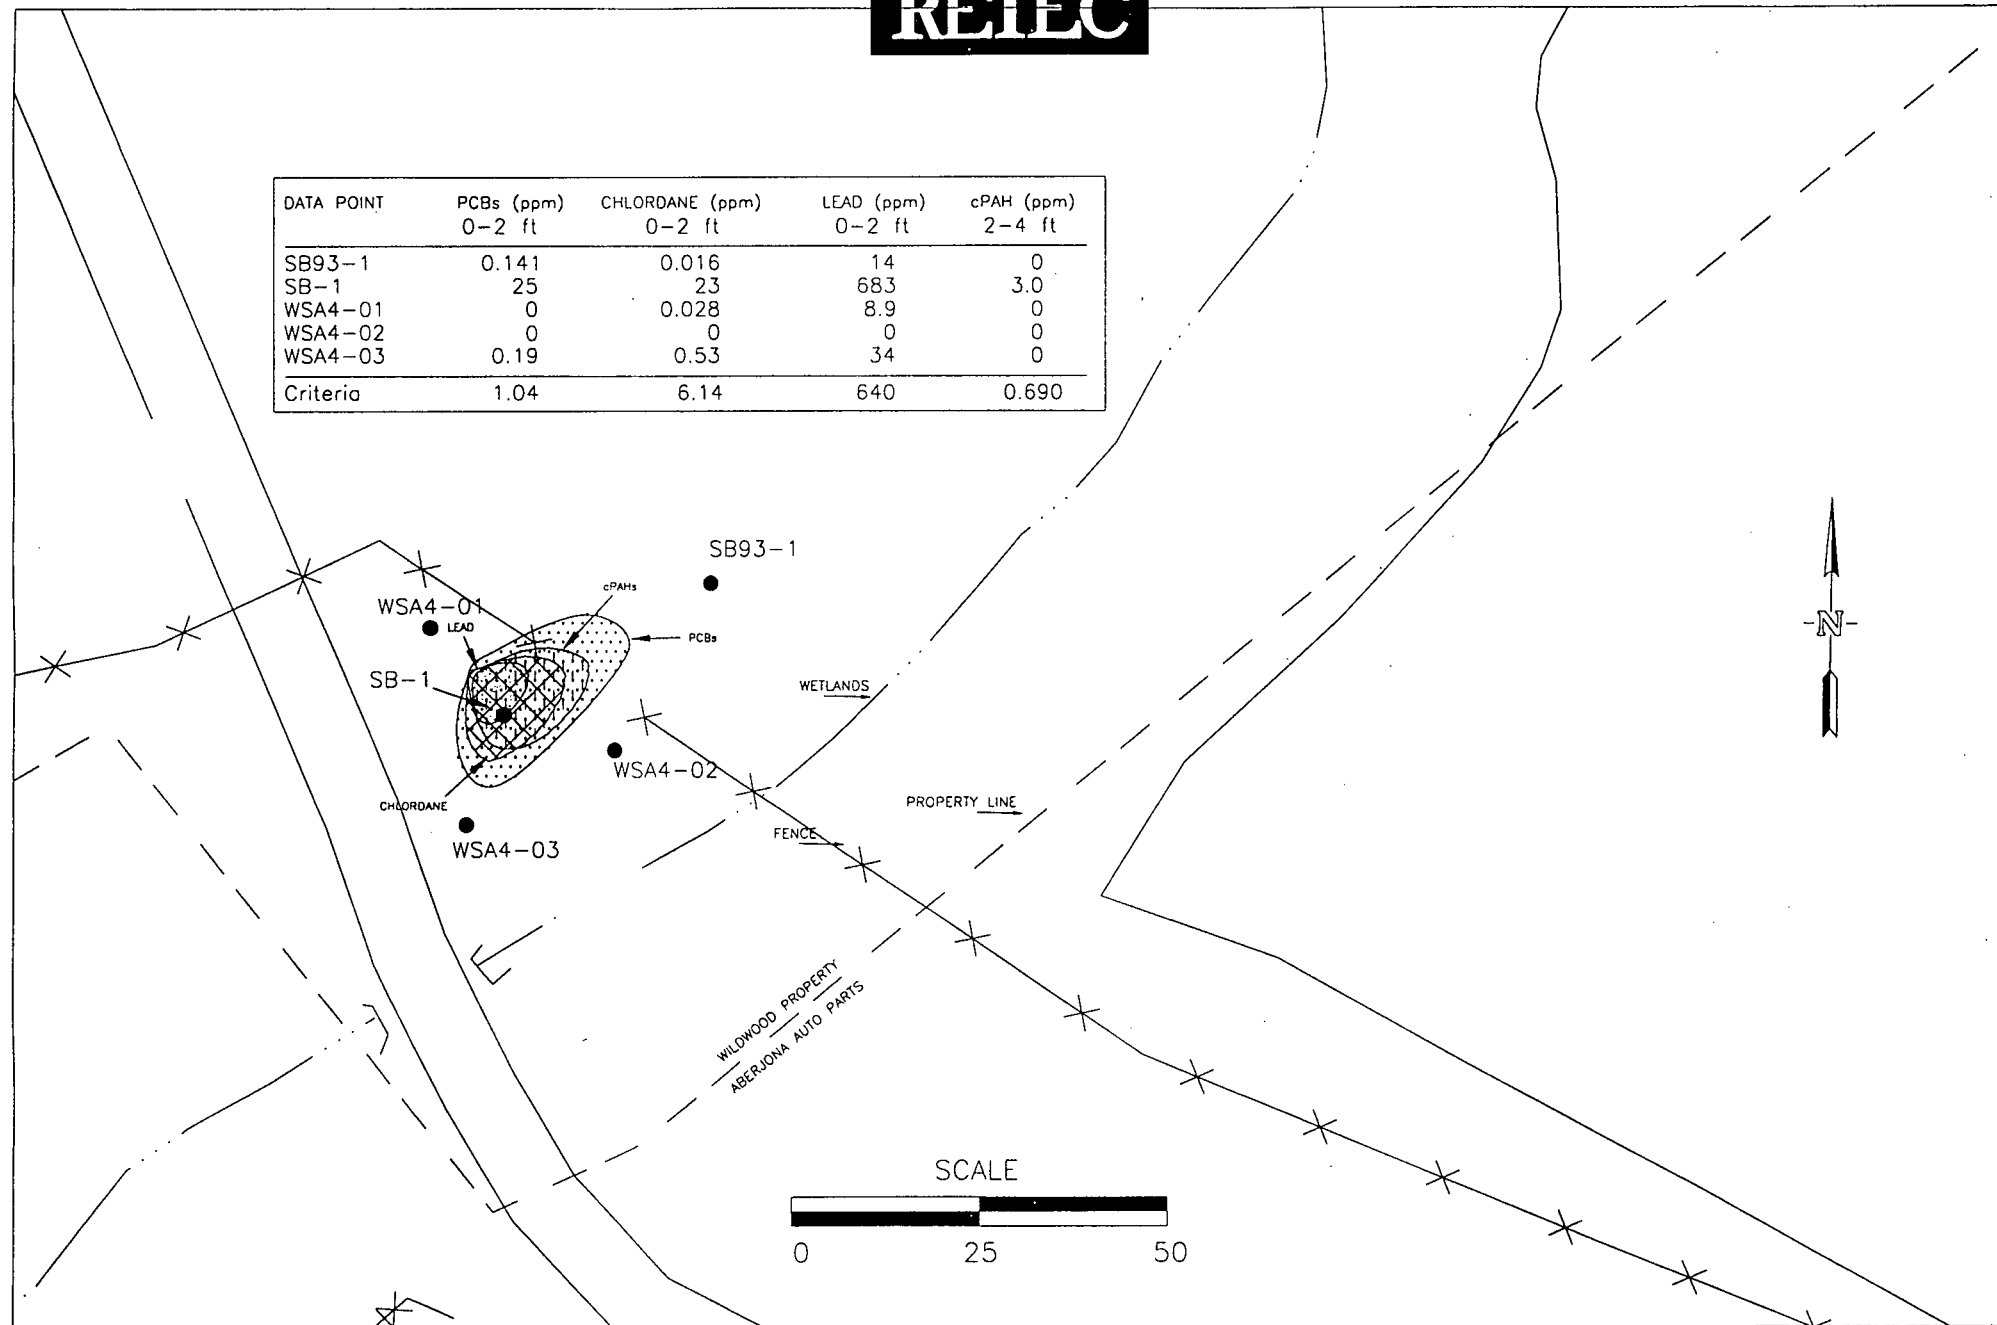 RETEC
DATA POINT PCBs (ppm) CHLORDANE (ppm) LEAD (ppm) cPAH (ppm)
0-2 ft 0-2 ft 0-2 ft 2-4 ft
SB93-1 0.141 0.016 14 0
SB-1 25 23 683 3.0
WSA4-01 0 0.028 8.9 0
WSA4-02 0 0 0 0
WSA4-03 0.19 0.53 34 0
Criteria 1.04 6.14 640 0.690
SB93-1
cPAHs
WSA4-01
LEAD
PCBs
SB-1
WETLANDS
WSA4-02
CHLORDANE
PROPERTY LINE
FENCE
WSA4-03
N
WILDWOOD PROPERTY
ABERJONA AUTO PARTS
SCALE
0 25 50